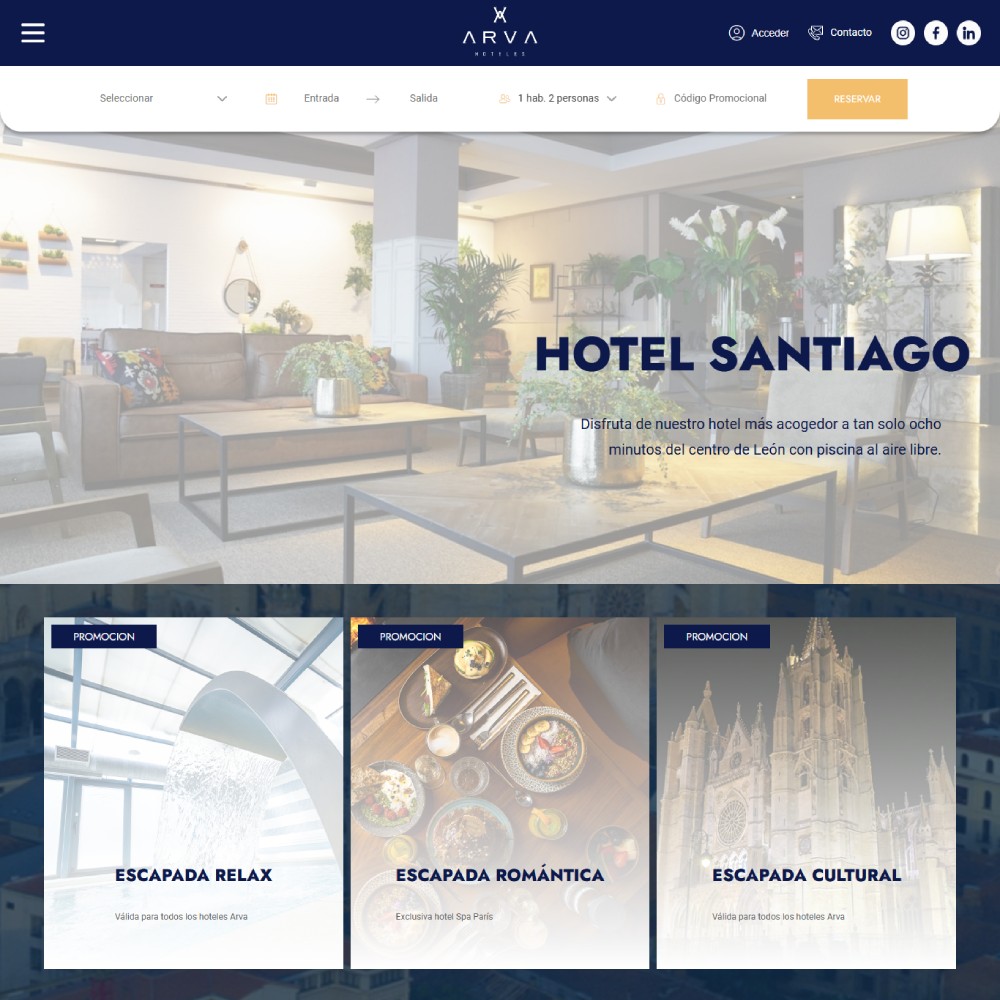 ARVA
HOTELES
Acceder
Contacto
Seleccionar
Entrada
Salida
1 hab. 2 personas
Código Promocional
RESERVAR
HOTEL SANTIAGO
Disfruta de nuestro hotel más acogedor a tan solo ocho
minutos del centro de León con piscina al aire libre.
PROMOCION
PROMOCION
PROMOCION
ESCAPADA RELAX
Válida para todos los hoteles Arva
ESCAPADA ROMÁNTICA
Exclusiva hotel Spa París
ESCAPADA CULTURAL
Válida para todos los hoteles Arva